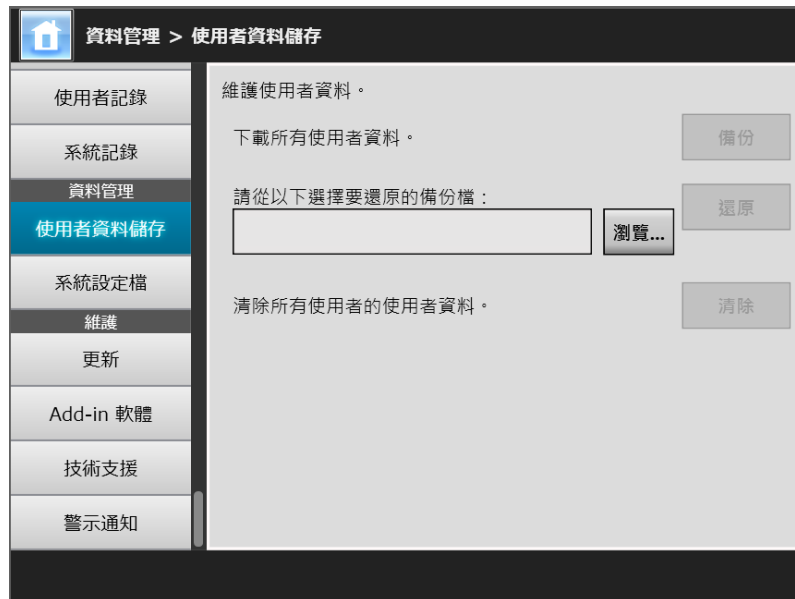 資料管理 > 使用者資料儲存
使用者記錄
系統記錄
資料管理
使用者資料儲存
系統設定檔
維護
更新
Add-in 軟體
技術支援
警示通知
維護使用者資料。
下載所有使用者資料。
備份
請從以下選擇要還原的備份檔：
還原
瀏覽...
清除所有使用者的使用者資料。
清除